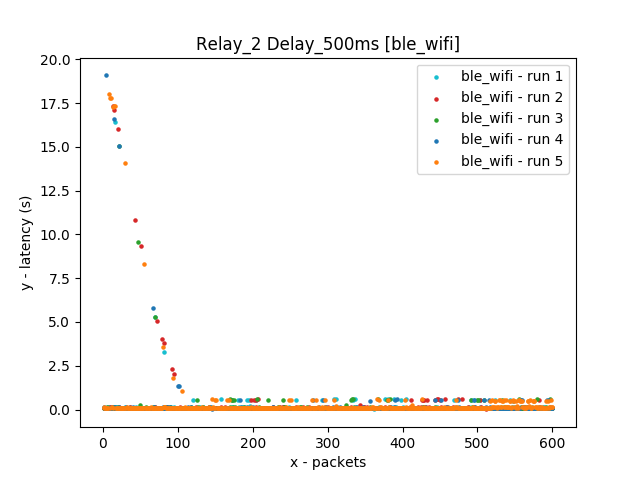 Relay_2 Delay_500ms [ble_wifi]
20.0
17.5
15.0
12.5
10.0
7.5
5.0
2.5
0.0
y - latency (s)
ble_wifi - run 1
ble_wifi - run 2
ble_wifi - run 3
ble_wifi - run 4
ble_wifi - run 5
0 100 200 300 400 500 600
x - packets